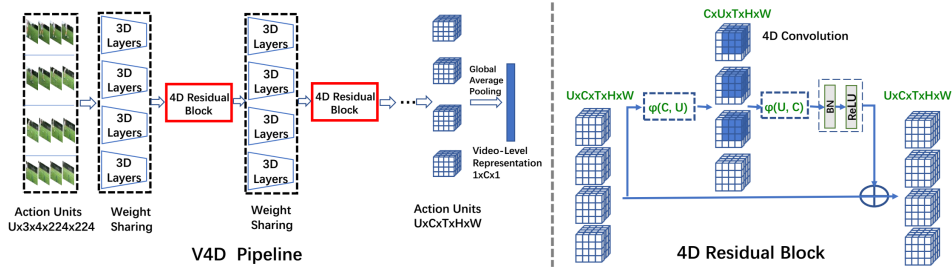 3D
Layers
3D
Layers
3D
Layers
3D
Layers
4D Residual
Block
3D
Layers
3D
Layers
3D
Layers
3D
Layers
4D Residual
Block
...
Global
Average
Pooling
Video-Level
Representation
1xCx1
Action Units
Ux3x4x224x224
Weight
Sharing
Weight
Sharing
Action Units
UxCxTxHxW
V4D Pipeline
CxUxTxHxW
4D Convolution
UxCxTxHxW
φ(C, U)
φ(U, C)
BN
ReLU
UxCxTxHxW
4D Residual Block